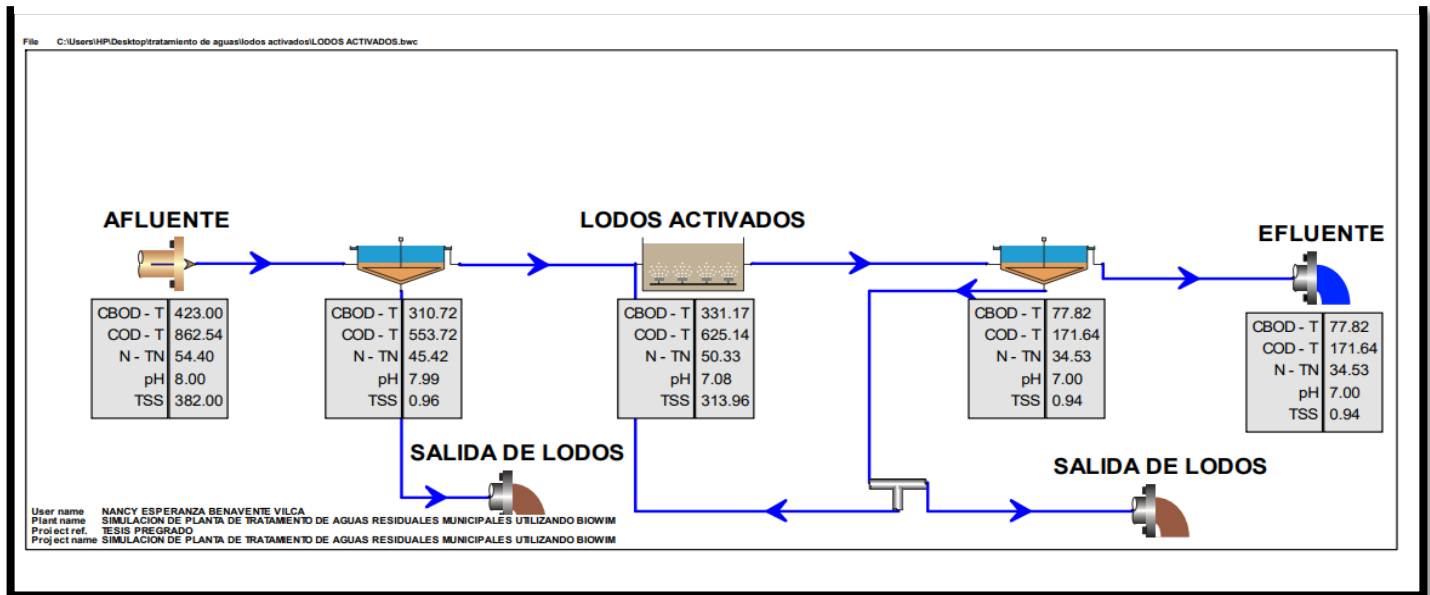 File C:\Users\HP\Desktop\tratamiento de aguas\lodos activados\LODOS ACTIVADOS.bwc
AFLUENTE
LODOS ACTIVADOS
EFLUENTE
CBOD - T 423.00
COD - T 862.54
N - TN 54.40
pH 8.00
TSS 382.00
CBOD - T 310.72
COD - T 553.72
N - TN 45.42
pH 7.99
TSS 0.96
CBOD - T 331.17
COD - T 625.14
N - TN 50.33
pH 7.08
TSS 313.96
CBOD - T 77.82
COD - T 171.64
N - TN 34.53
pH 7.00
TSS 0.94
CBOD - T 77.82
COD - T 171.64
N - TN 34.53
pH 7.00
TSS 0.94
SALIDA DE LODOS
SALIDA DE LODOS
User name NANCY ESPERANZA BENAVENTE VILCA
Plant name SIMULACION DE PLANTA DE TRATAMIENTO DE AGUAS RESIDUALES MUNICIPALES UTILIZANDO BIOWIM
Project ref. TESIS PREGRADO
Project name SIMULACION DE PLANTA DE TRATAMIENTO DE AGUAS RESIDUALES MUNICIPALES UTILIZANDO BIOWIM